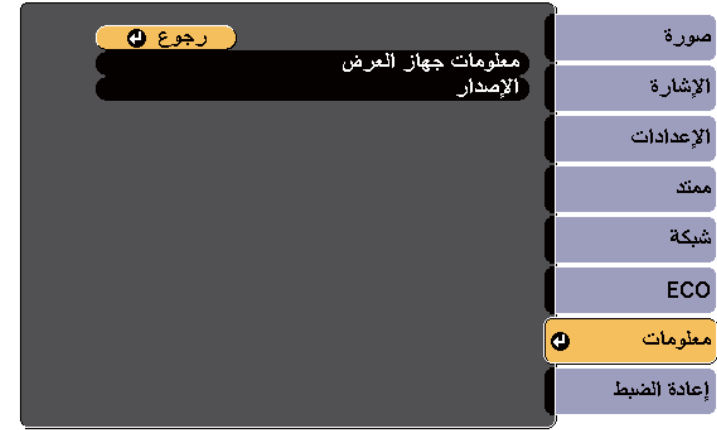 صورة
الإشارة
الإعدادات
ممتد
شبكة
ECO
معلومات
إعادة الضبط
رجوع
معلومات جهاز العرض
الإصدار